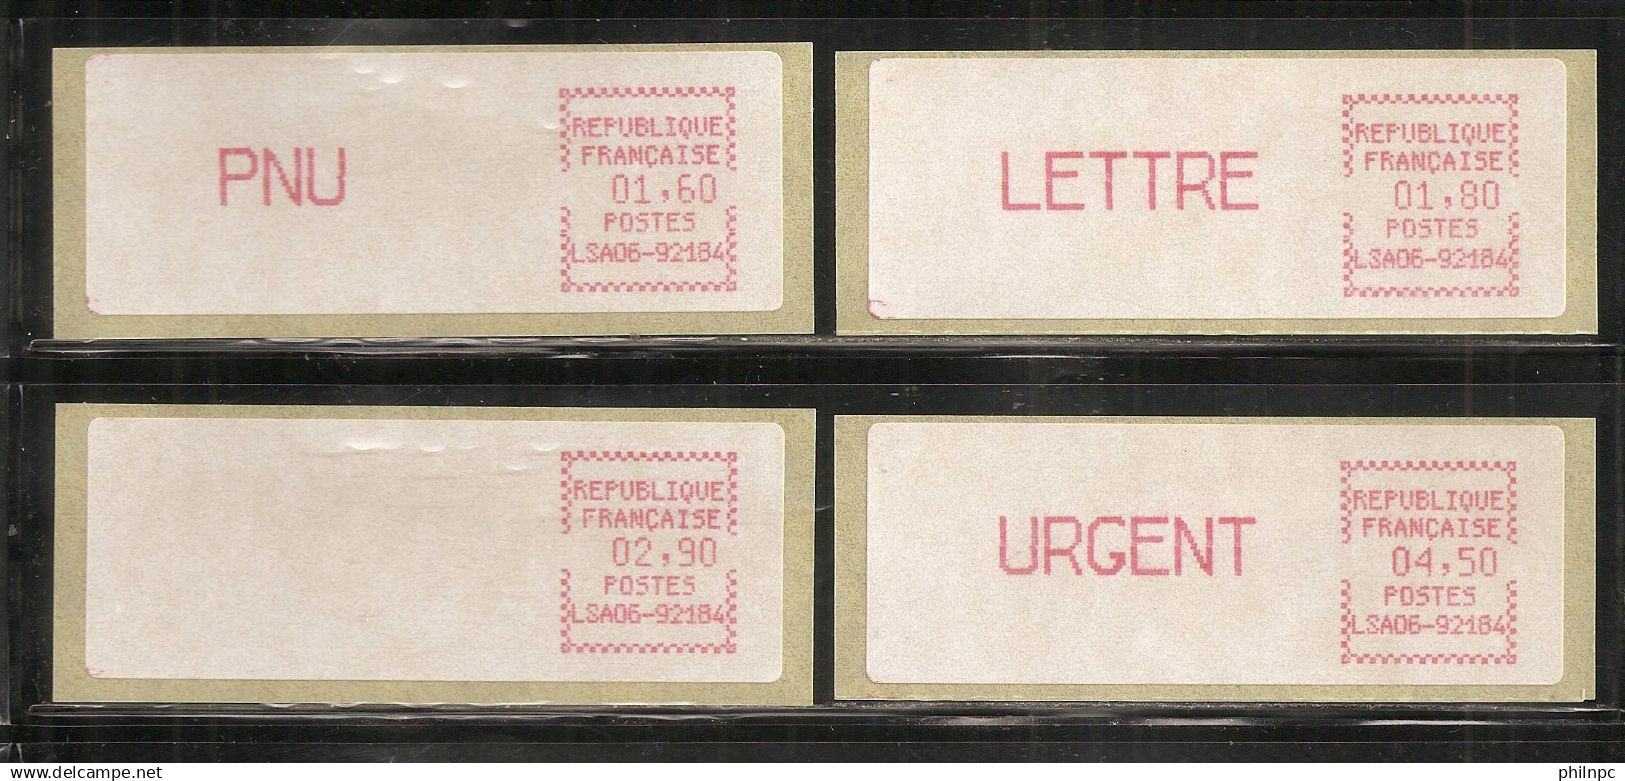 PNU
REPUBLIQUE
FRANÇAISE
01,60
POSTES
LSA06-92184
LETTRE
REPUBLIQUE
FRANÇAISE
01,80
POSTES
LSA06-92184
REPUBLIQUE
FRANÇAISE
02,90
POSTES
LSA06-92184
URGENT
REPUBLIQUE
FRANÇAISE
04,50
POSTES
LSA06-92184
www.delcampe.net
philnpc